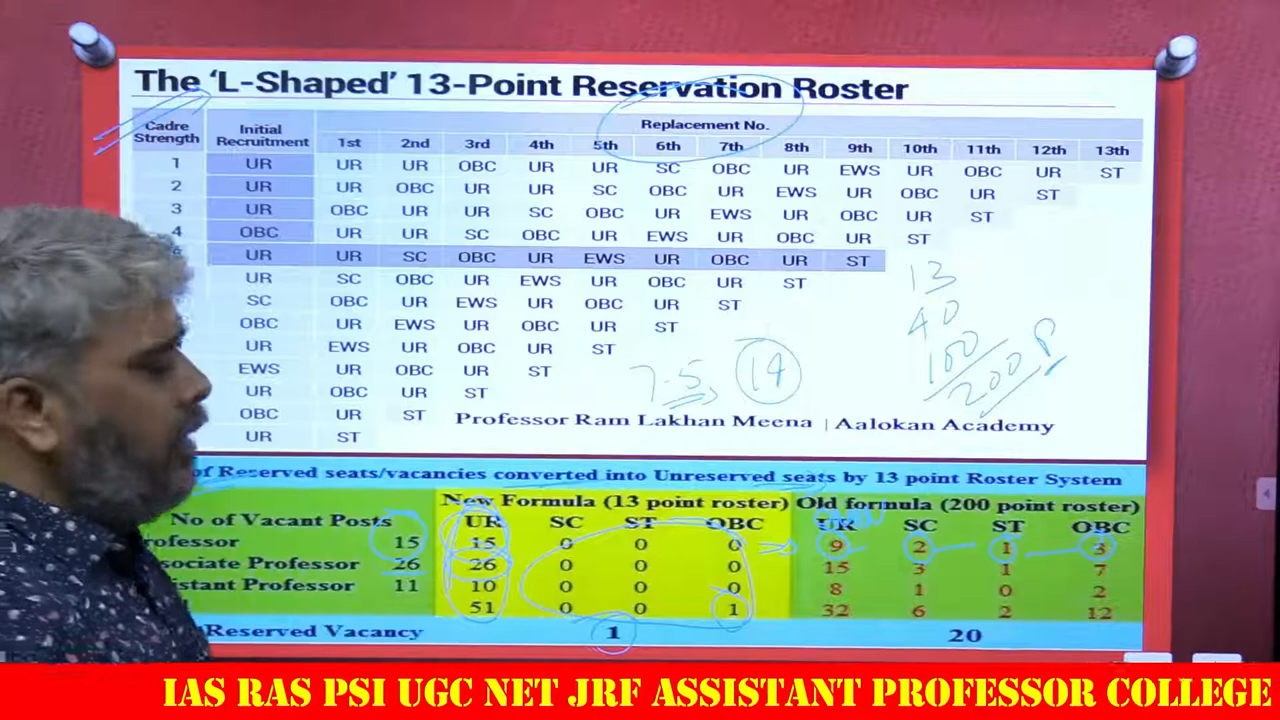 The 'L-Shaped' 13-Point Reservation Roster
Cadre Strength Initial Recruitment Replacement No.
1st 2nd 3rd 4th 5th 6th 7th 8th 9th 10th 11th 12th 13th
1 UR UR UR OBC UR UR SC OBC UR EWS UR OBC UR ST
2 UR UR OBC UR UR SC OBC UR EWS UR OBC UR ST
3 UR OBC UR UR SC OBC UR EWS UR OBC UR ST
4 OBC UR UR SC OBC UR EWS UR OBC UR ST
UR UR SC OBC UR EWS UR OBC UR ST
UR SC OBC UR EWS UR OBC UR ST
SC OBC EWS UR OBC UR ST
OBC UR EWS UR OBC UR ST
UR EWS UR OBC UR ST
EWS UR OBC UR ST
UR OBC UR ST
OBC UR ST
UR ST
13
40
100
200 P
7.5 14
Professor Ram Lakhan Meena | Aalokan Academy
of Reserved seats/vacancies converted into Unreserved seats by 13 point Roster System
New Formula (13 point roster) Old formula (200 point roster)
No of Vacant Posts UR SC ST OBC UR SC ST OBC
rofessor 15 15 0 0 0 9 2 1 3
sociate Professor 26 26 0 0 0 15 3 1 7
istant Professor 11 10 0 0 0 8 1 0 2
51 0 0 1 32 6 2 12
Reserved Vacancy 1 20
IAS RAS PSI UGC NET JRF ASSISTANT PROFESSOR COLLEGE